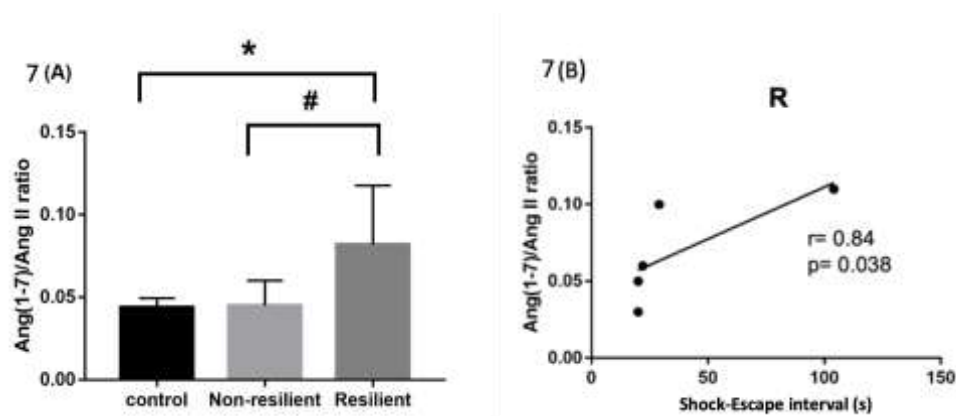 7 (A)
*
#
Ang(1-7)/Ang II ratio
0.15
0.10
0.05
0.00
control Non-resilient Resilient
7 (B)
R
Ang(1-7)/Ang II ratio
0.15
0.10
0.05
0.00
r= 0.84
p= 0.038
0 50 100 150
Shock-Escape interval (s)